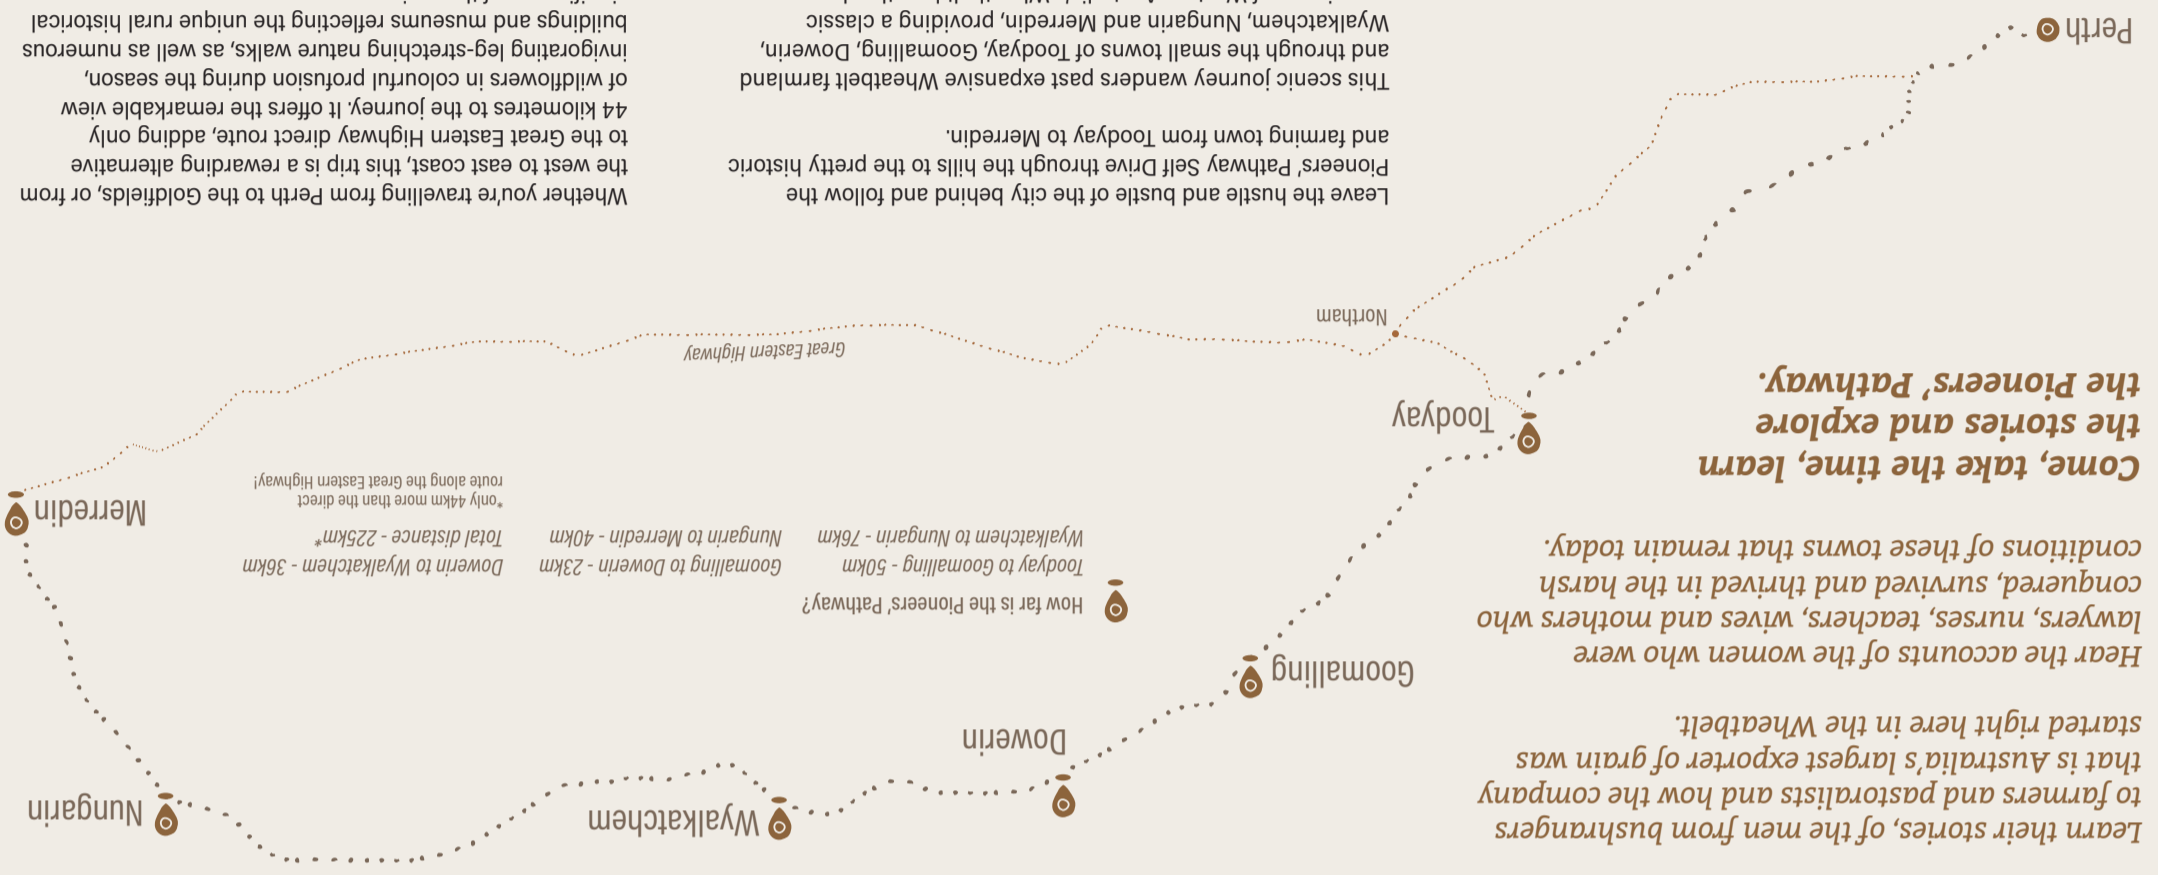 Learn their stories, of the men from bushrangers
to farmers and pastoralists and how the company
that is Australia's largest exporter of grain was
started right here in the Wheatbelt.
Hear the accounts of the women who were
lawyers, nurses, teachers, wives and mothers who
conquered, survived and thrived in the harsh
conditions of these towns that remain today.
Come, take the time, learn
the stories and explore
the Pioneers' Pathway.
Wyalkatchem
Nungarin
Dowerin
Goomalling
How far is the Pioneers' Pathway?
Toodyay to Goomalling - 50km
Wyalkatchem to Nungarin - 76km
Goomalling to Dowerin - 23km
Nungarin to Merredin - 40km
Dowerin to Wyalkatchem - 36km
Total distance - 225km*
*only 44km more than the direct
route along the Great Eastern Highway!
Merredin
Toodyay
Great Eastern Highway
Northam
Perth
Leave the hustle and bustle of the city behind and follow the
Pioneers' Pathway Self Drive through the hills to the pretty historic
and farming town from Toodyay to Merredin.
This scenic journey wanders past expansive Wheatbelt farmland
and through the small towns of Toodyay, Goomalling, Dowerin,
Wyalkatchem, Nungarin and Merredin, providing a classic
Whether you're travelling from Perth to the Goldfields, or from
the west to east coast, this trip is a rewarding alternative
to the Great Eastern Highway direct route, adding only
44 kilometres to the journey. It offers the remarkable view
of wildflowers in colourful profusion during the season,
invigorating leg-stretching nature walks, as well as numerous
buildings and museums reflecting the unique rural historical